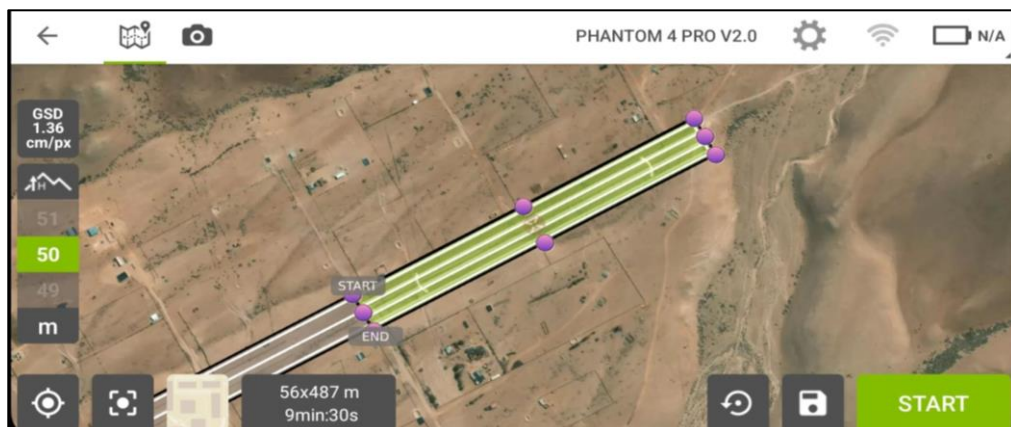 PHANTOM 4 PRO V2.0
N/A
GSD
1.36
cm/px
H
51
50
49
m
START
END
56x487 m
9min:30s
START